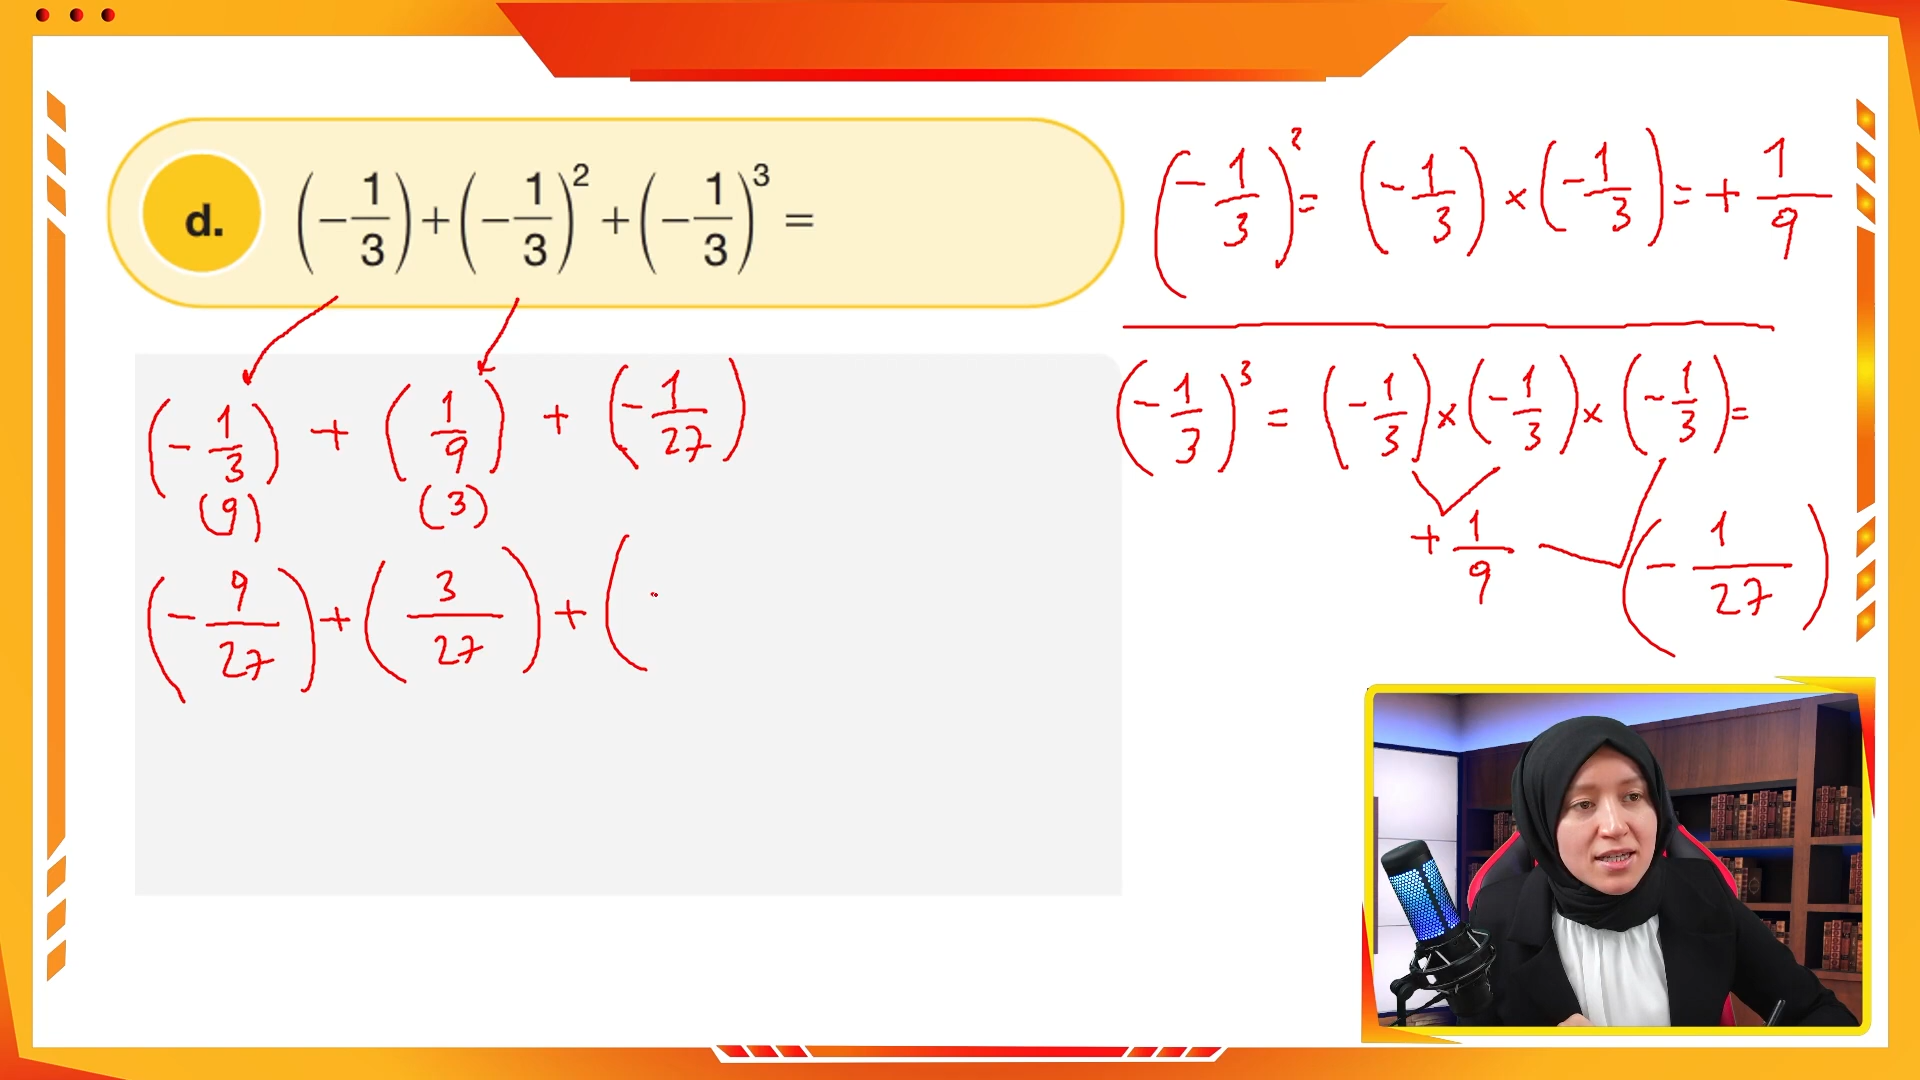 d. (-1/3) + (-1/3)² + (-1/3)³ =
(-1/3) + (1/9) + (-1/27)
(9) (3)
(-9/27) + (3/27) + (
(-1/3)² = (-1/3) × (-1/3) = + 1/9
(-1/3)³ = (-1/3) × (-1/3) × (-1/3) =
+ 1/9 (-1/27)